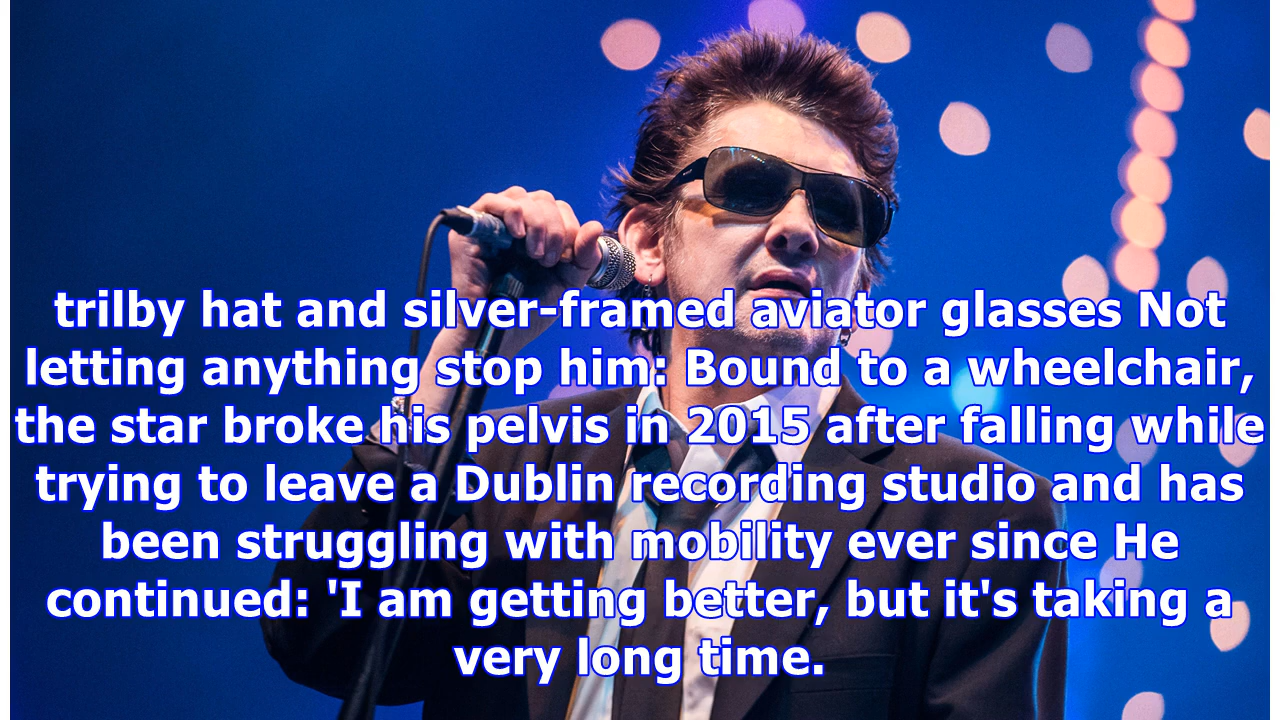 trilby hat and silver-framed aviator glasses Not
letting anything stop him: Bound to a wheelchair,
the star broke his pelvis in 2015 after falling while
trying to leave a Dublin recording studio and has
been struggling with mobility ever since He
continued: 'I am getting better, but it's taking a
very long time.